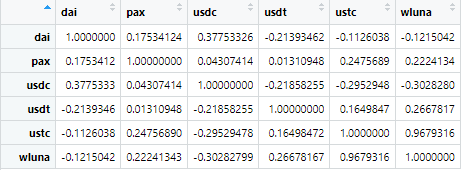 dai pax usdc usdt ustc wluna
dai 1.0000000 0.17534124 0.37753326 -0.21393462 -0.1126038 -0.1215042
pax 0.1753412 1.00000000 0.04307414 0.01310948 0.2475689 0.2224134
usdc 0.3775333 0.04307414 1.00000000 -0.21858255 -0.2952948 -0.3028280
usdt -0.2139346 0.01310948 -0.21858255 1.00000000 0.1649847 0.2667817
ustc -0.1126038 0.24756890 -0.29529478 0.16498472 1.0000000 0.9679316
wluna -0.1215042 0.22241343 -0.30282799 0.26678167 0.9679316 1.0000000